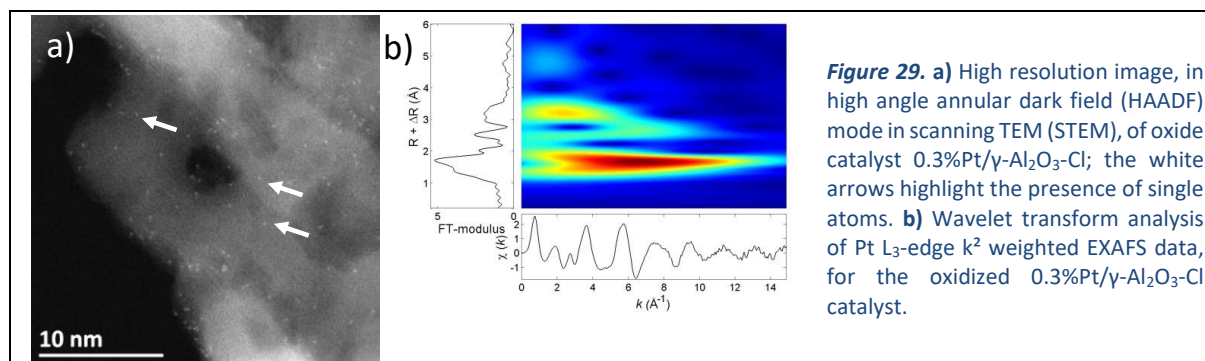 a)
10 nm
b)
6
5
4
3
2
1
R + ΔR (Å)
5 0
FT-modulus
2
1
0
-1
χ (k)
0 2 4 6 8 10 12 14
k (Å⁻¹)
Figure 29. a) High resolution image, in
high angle annular dark field (HAADF)
mode in scanning TEM (STEM), of oxide
catalyst 0.3%Pt/γ-Al₂O₃-Cl; the white
arrows highlight the presence of single
atoms. b) Wavelet transform analysis
of Pt L₃-edge k² weighted EXAFS data,
for the oxidized 0.3%Pt/γ-Al₂O₃-Cl
catalyst.